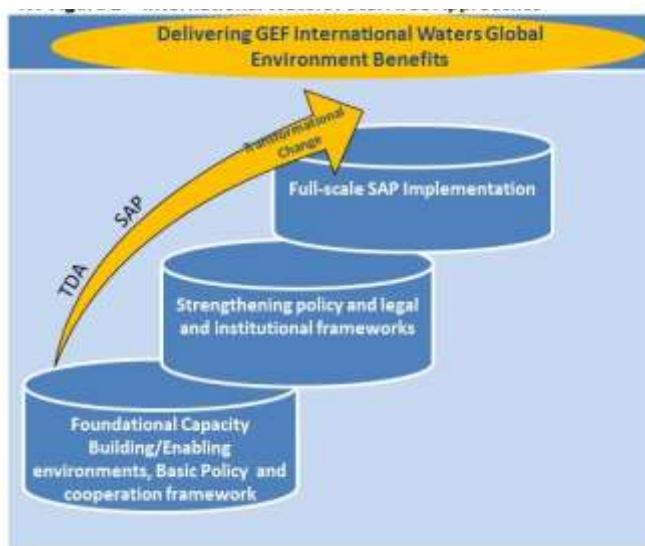 Delivering GEF International Waters Global
Environment Benefits
Transformational
Change
SAP
TDA
Full-scale SAP Implementation
Strengthening policy and legal
and institutional frameworks
Foundational Capacity
Building/Enabling
environments, Basic Policy and
cooperation framework